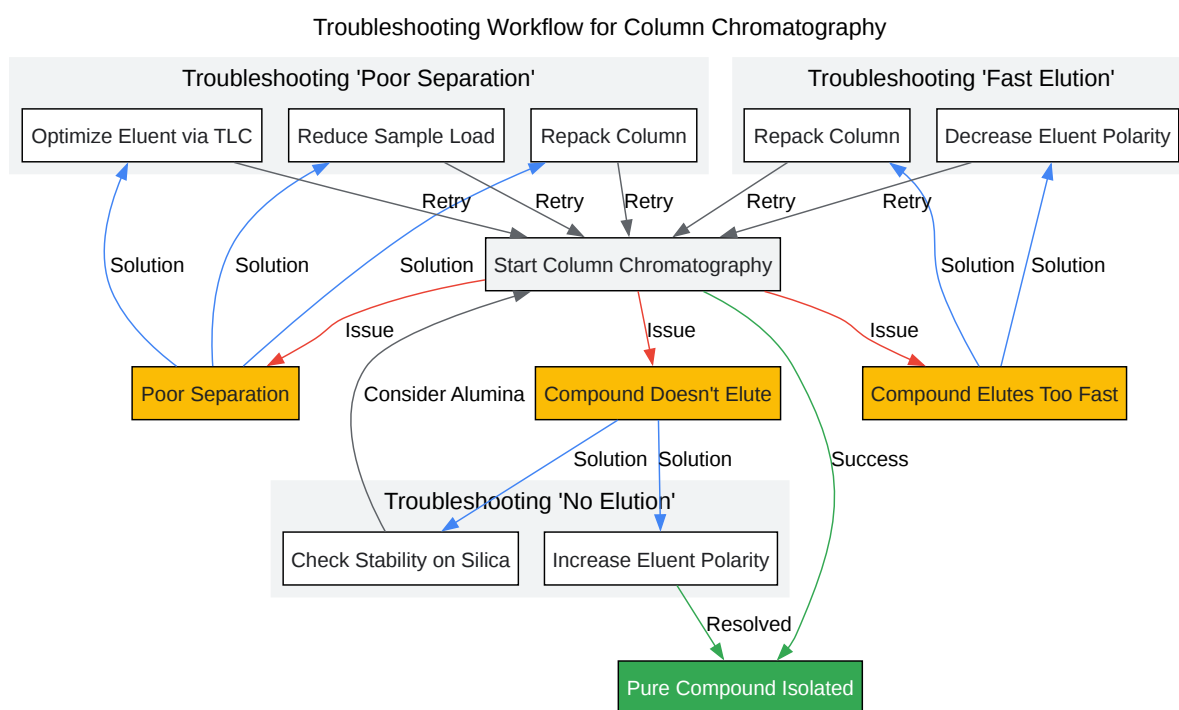 Troubleshooting Workflow for Column Chromatography
Troubleshooting 'Poor Separation'
Troubleshooting 'Fast Elution'
Optimize Eluent via TLC
Reduce Sample Load
Repack Column
Repack Column
Decrease Eluent Polarity
Retry
Retry
Retry
Retry
Retry
Solution
Solution
Solution
Start Column Chromatography
Solution
Solution
Issue
Issue
Issue
Poor Separation
Consider Alumina
Compound Doesn't Elute
Compound Elutes Too Fast
Solution
Solution
Success
Troubleshooting 'No Elution'
Check Stability on Silica
Increase Eluent Polarity
Resolved
Pure Compound Isolated